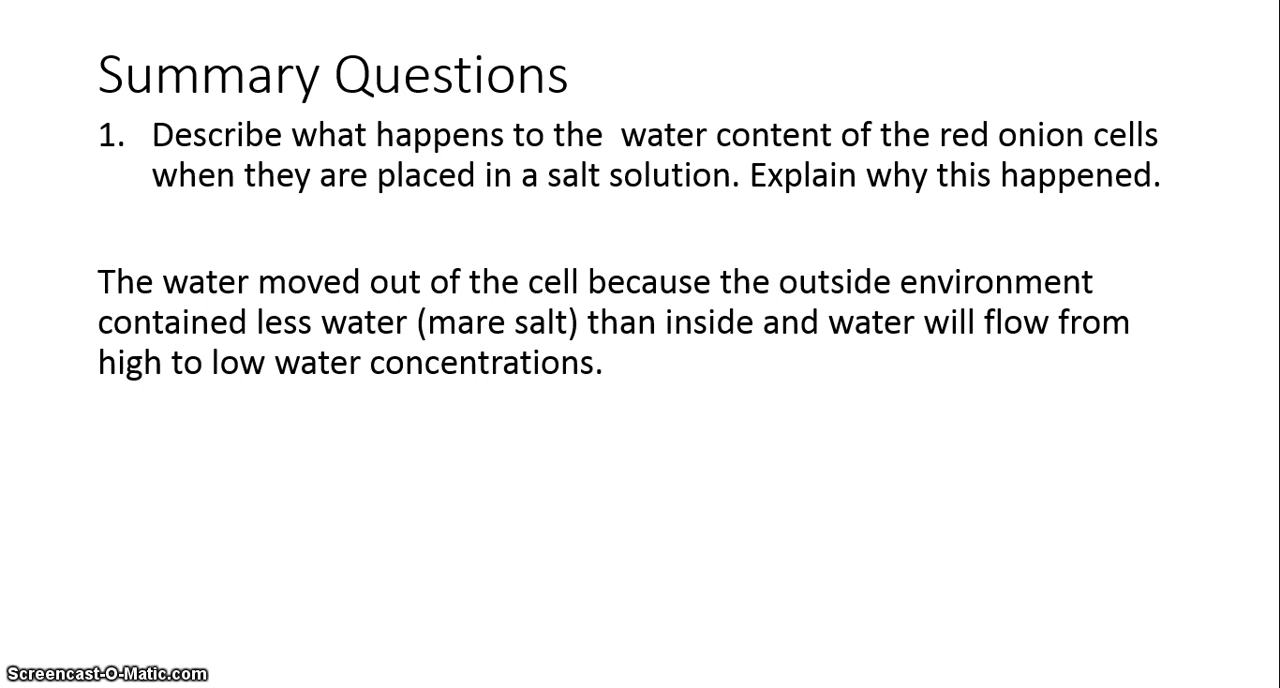 Summary Questions
1. Describe what happens to the water content of the red onion cells
when they are placed in a salt solution. Explain why this happened.
The water moved out of the cell because the outside environment
contained less water (mare salt) than inside and water will flow from
high to low water concentrations.
Screencast-O-Matic.com